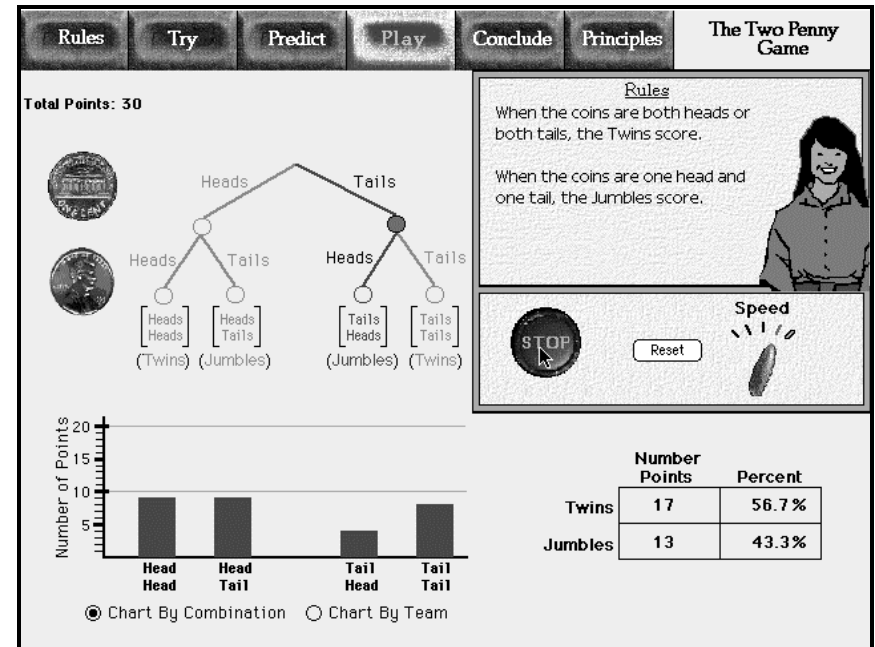 Rules Try Predict Play Conclude Principles The Two Penny
Game
Total Points: 30
Rules
When the coins are both heads or
both tails, the Twins score.
When the coins are one head and
one tail, the Jumbles score.
Heads Tails
Heads Tails Heads Tails
Heads Heads Tails Tails
Heads Tails Heads Tails
(Twins) (Jumbles) (Jumbles) (Twins)
STOP
Reset
Speed
Number of Points
20
15
10
5
Head Head Tail Tail
Head Tail Head Tail
Chart By Combination Chart By Team
Number
Points Percent
Twins 17 56.7%
Jumbles 13 43.3%